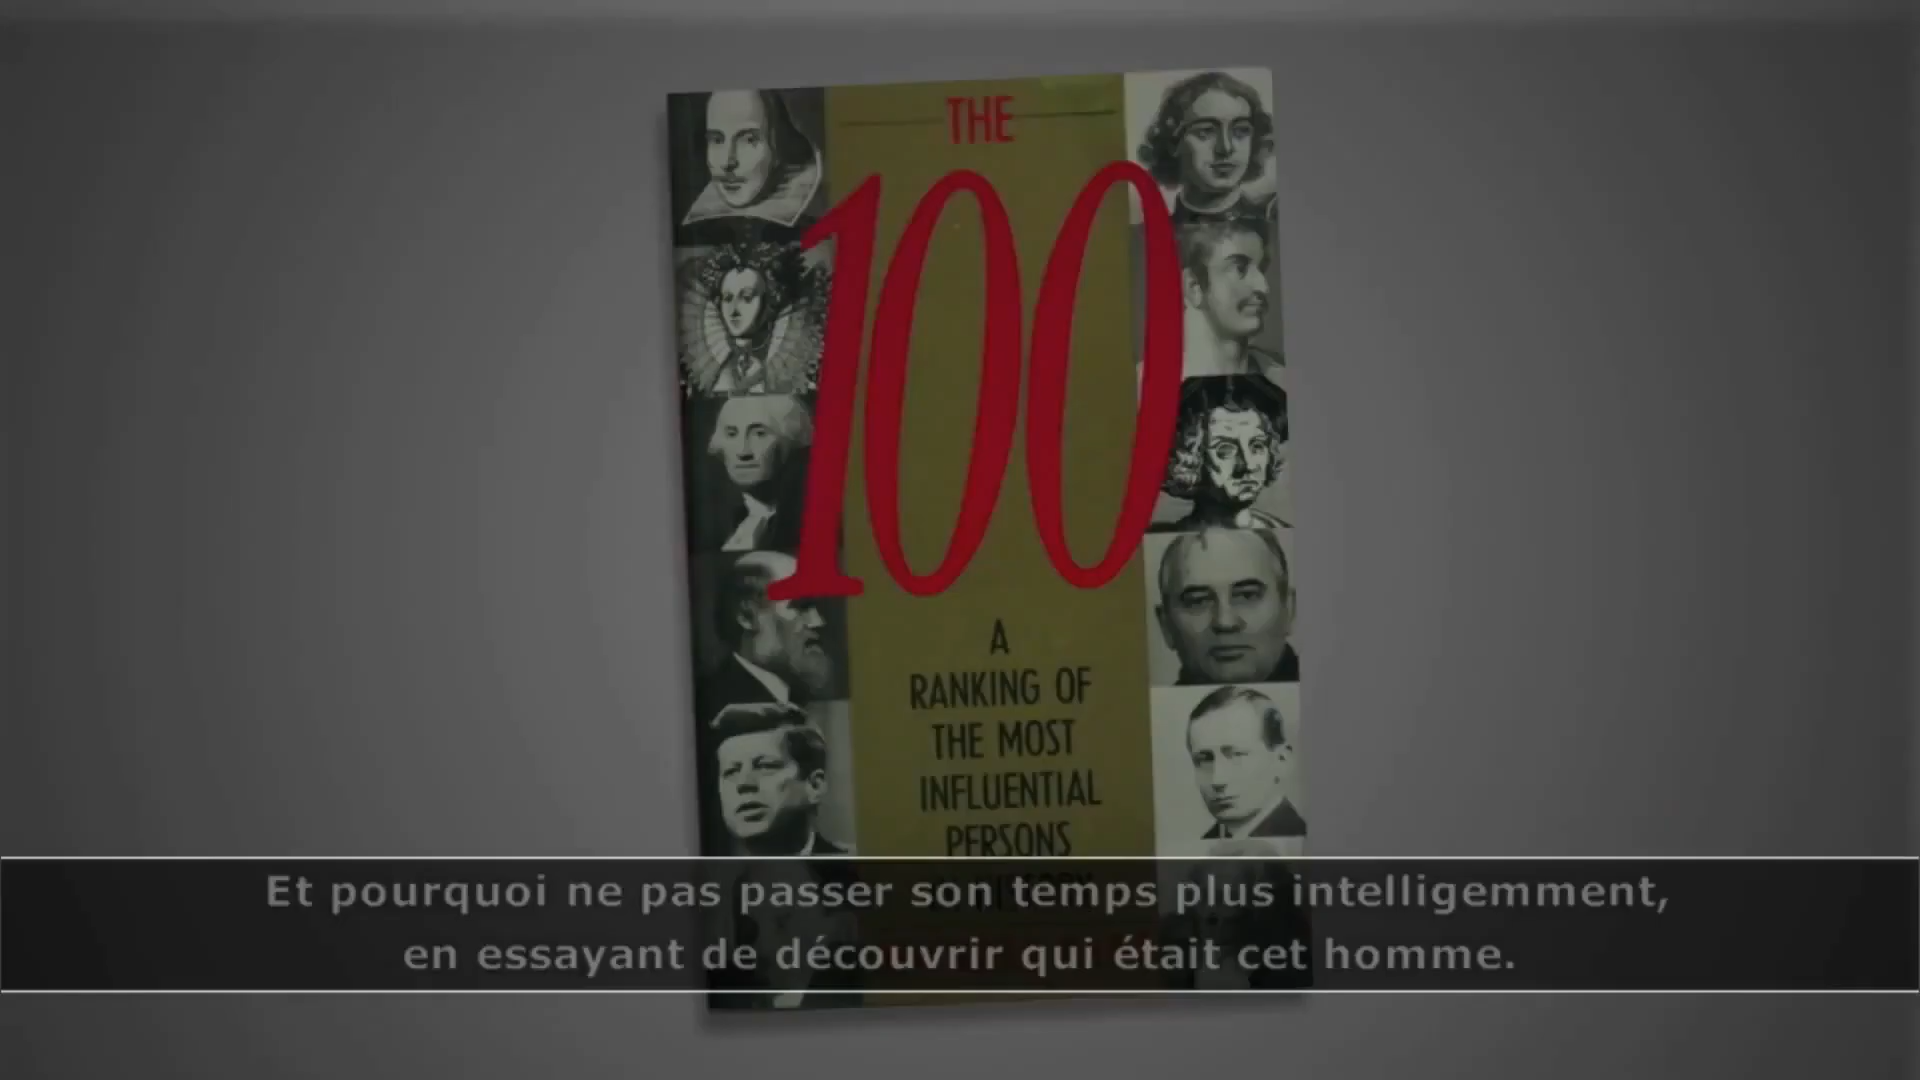 THE
100
A
RANKING OF
THE MOST
INFLUENTIAL
PERSONS
Et pourquoi ne pas passer son temps plus intelligemment,
en essayant de découvrir qui était cet homme.